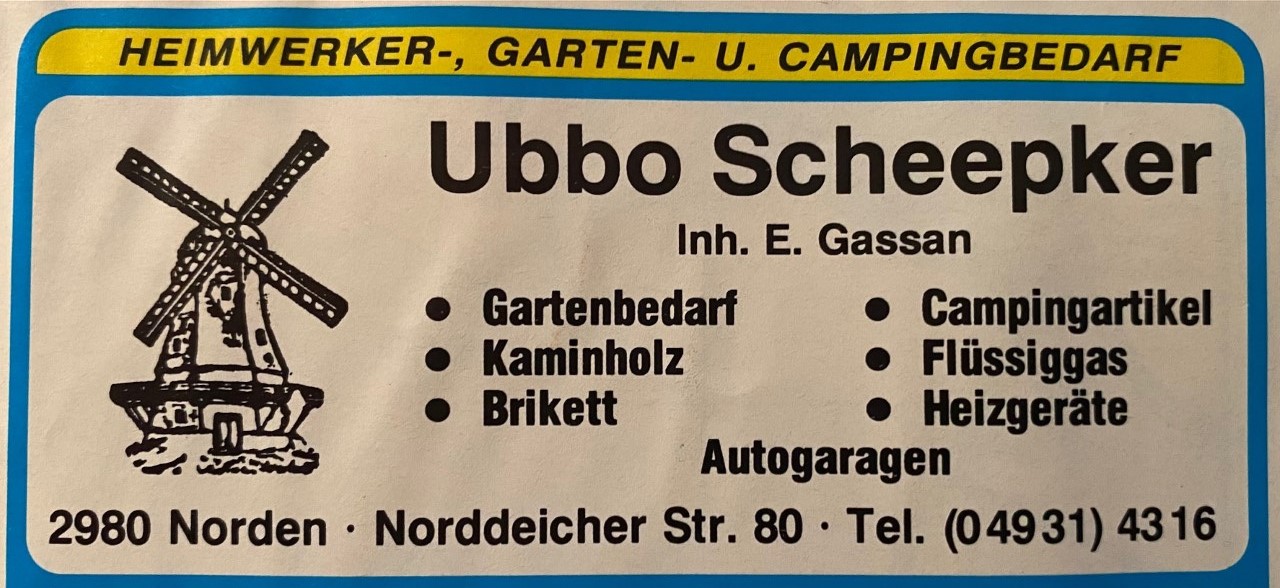 HEIMWERKER-, GARTEN- U. CAMPINGBEDARF
Ubbo Scheepker
Inh. E. Gassan
• Gartenbedarf
• Kaminholz
• Brikett
• Campingartikel
• Flüssiggas
• Heizgeräte
Autogaragen
2980 Norden · Norddeicher Str. 80 · Tel. (04931) 4316